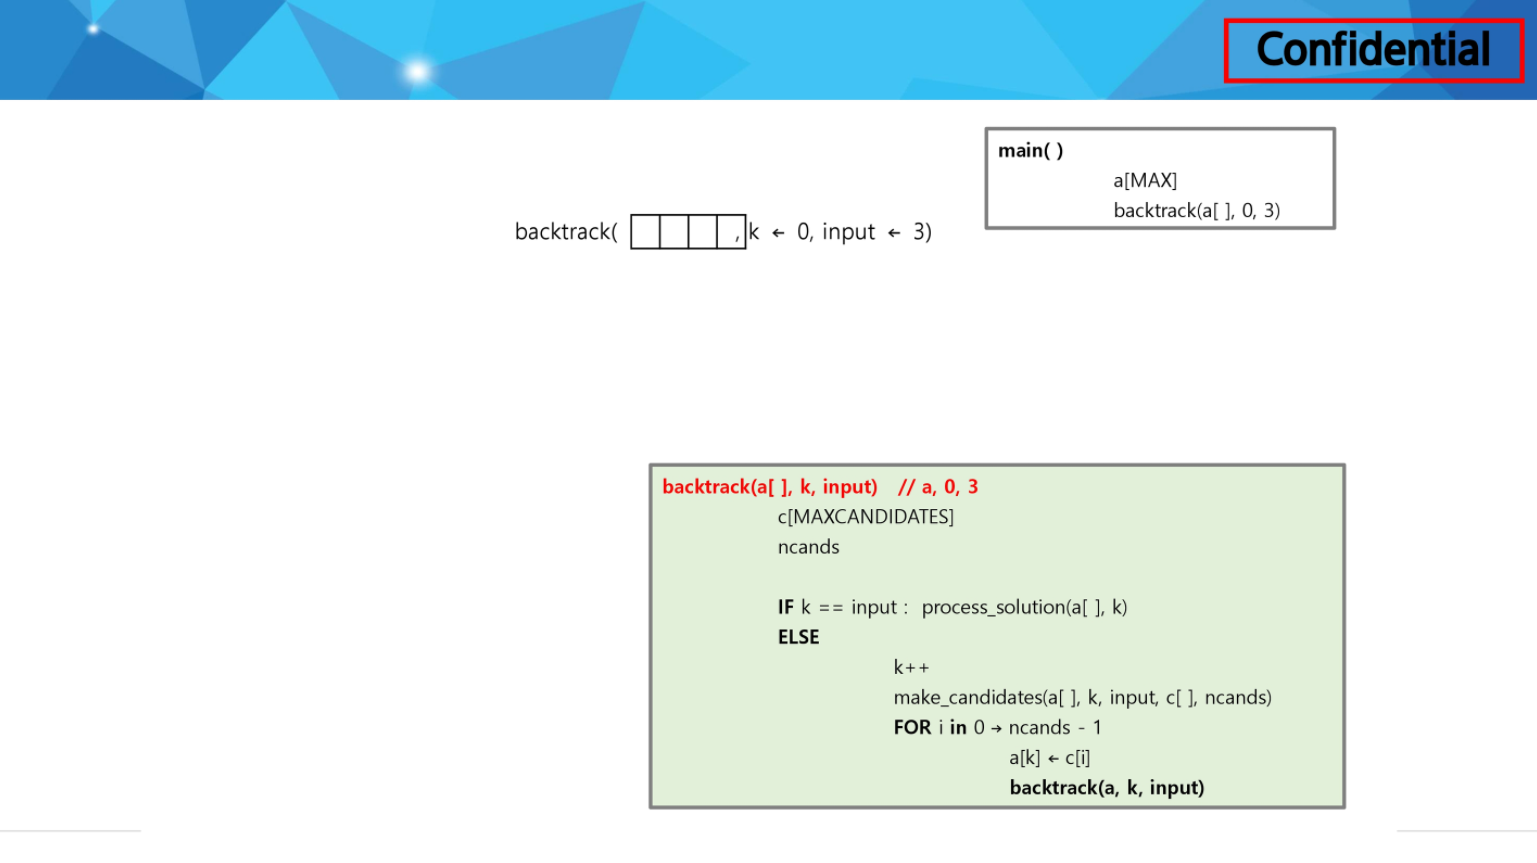 Confidential
main( )
a[MAX]
backtrack(a[ ], 0, 3)
backtrack( , k ← 0, input ← 3)
backtrack(a[ ], k, input) // a, 0, 3
c[MAXCANDIDATES]
ncands
IF k == input : process_solution(a[ ], k)
ELSE
k++
make_candidates(a[ ], k, input, c[ ], ncands)
FOR i in 0 → ncands - 1
a[k] ← c[i]
backtrack(a, k, input)